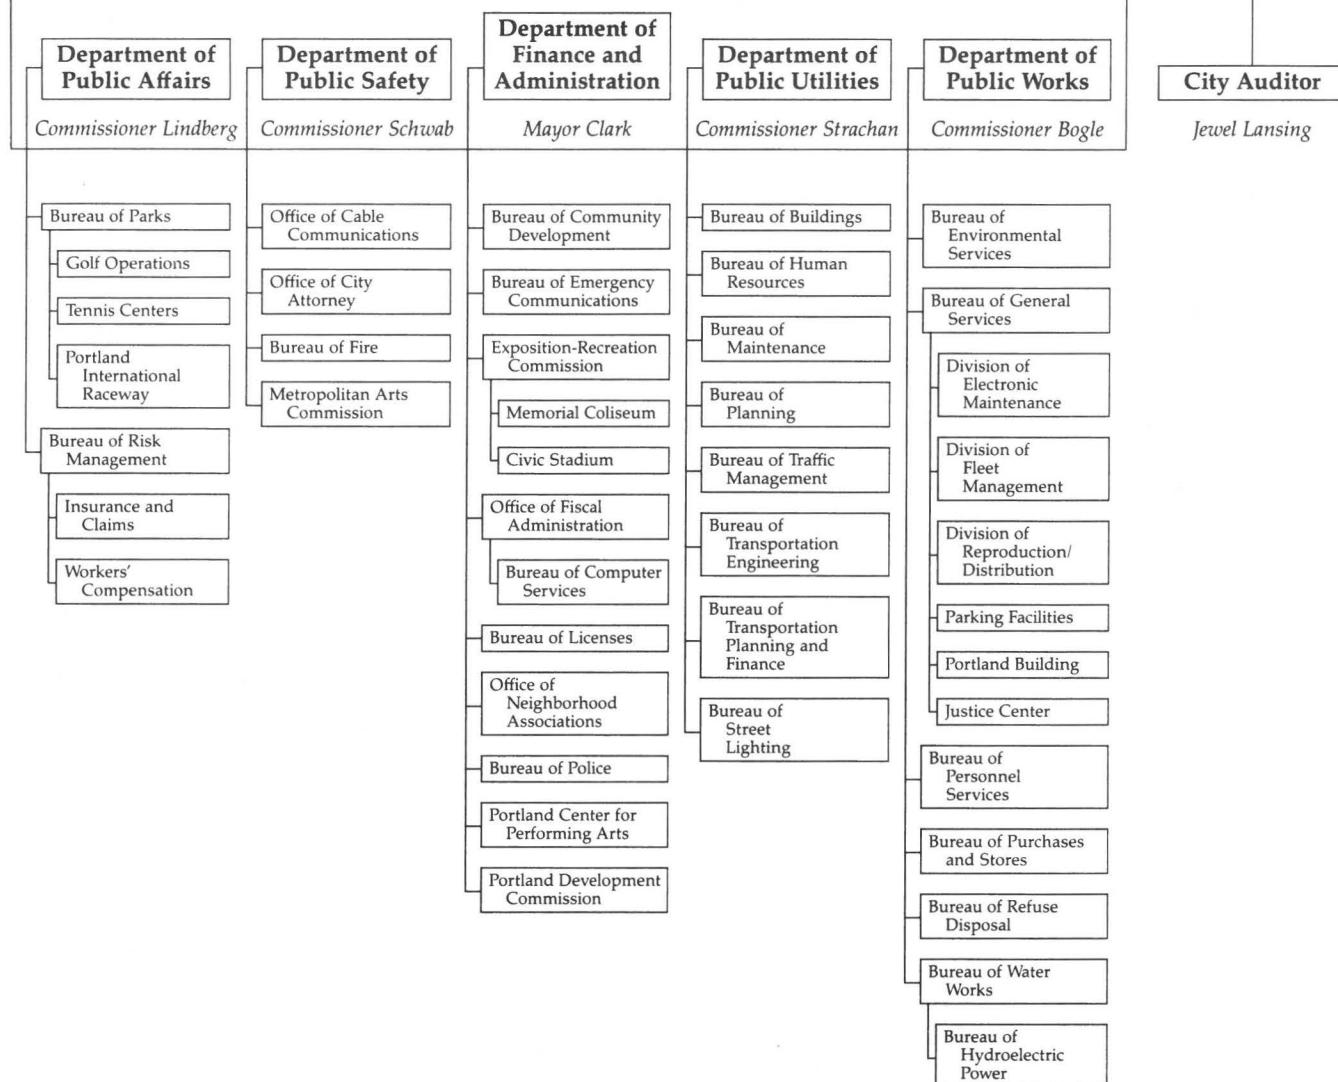 Department of
Public Affairs
Commissioner Lindberg
Bureau of Parks
Golf Operations
Tennis Centers
Portland
International
Raceway
Bureau of Risk
Management
Insurance and
Claims
Workers'
Compensation
Department of
Public Safety
Commissioner Schwab
Office of Cable
Communications
Office of City
Attorney
Bureau of Fire
Metropolitan Arts
Commission
Department of
Finance and
Administration
Mayor Clark
Bureau of Community
Development
Bureau of Emergency
Communications
Exposition-Recreation
Commission
Memorial Coliseum
Civic Stadium
Office of Fiscal
Administration
Bureau of Computer
Services
Bureau of Licenses
Office of
Neighborhood
Associations
Bureau of Police
Portland Center for
Performing Arts
Portland Development
Commission
Department of
Public Utilities
Commissioner Strachan
Bureau of Buildings
Bureau of Human
Resources
Bureau of
Maintenance
Bureau of
Planning
Bureau of Traffic
Management
Bureau of
Transportation
Engineering
Bureau of
Transportation
Planning and
Finance
Bureau of
Street
Lighting
Department of
Public Works
Commissioner Bogle
Bureau of
Environmental
Services
Bureau of General
Services
Division of
Electronic
Maintenance
Division of
Fleet
Management
Division of
Reproduction/
Distribution
Parking Facilities
Portland Building
Justice Center
Bureau of
Personnel
Services
Bureau of Purchases
and Stores
Bureau of Refuse
Disposal
Bureau of Water
Works
Bureau of
Hydroelectric
Power
City Auditor
Jewel Lansing